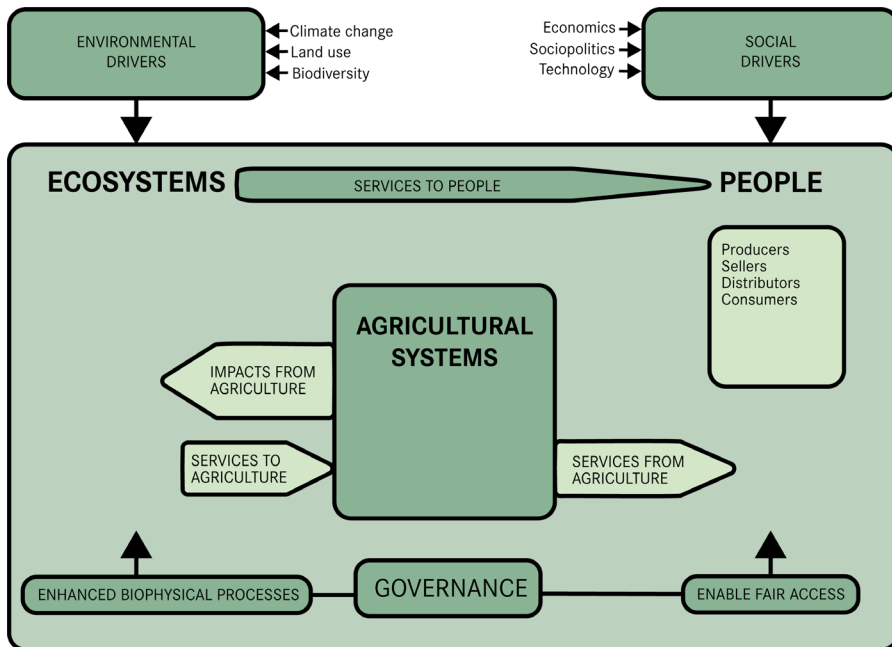 ENVIRONMENTAL
DRIVERS
Climate change
Land use
Biodiversity
Economics
Sociopolitics
Technology
SOCIAL
DRIVERS
ECOSYSTEMS
SERVICES TO PEOPLE
PEOPLE
Producers
Sellers
Distributors
Consumers
AGRICULTURAL
SYSTEMS
IMPACTS FROM
AGRICULTURE
SERVICES TO
AGRICULTURE
SERVICES FROM
AGRICULTURE
ENHANCED BIOPHYSICAL PROCESSES
GOVERNANCE
ENABLE FAIR ACCESS